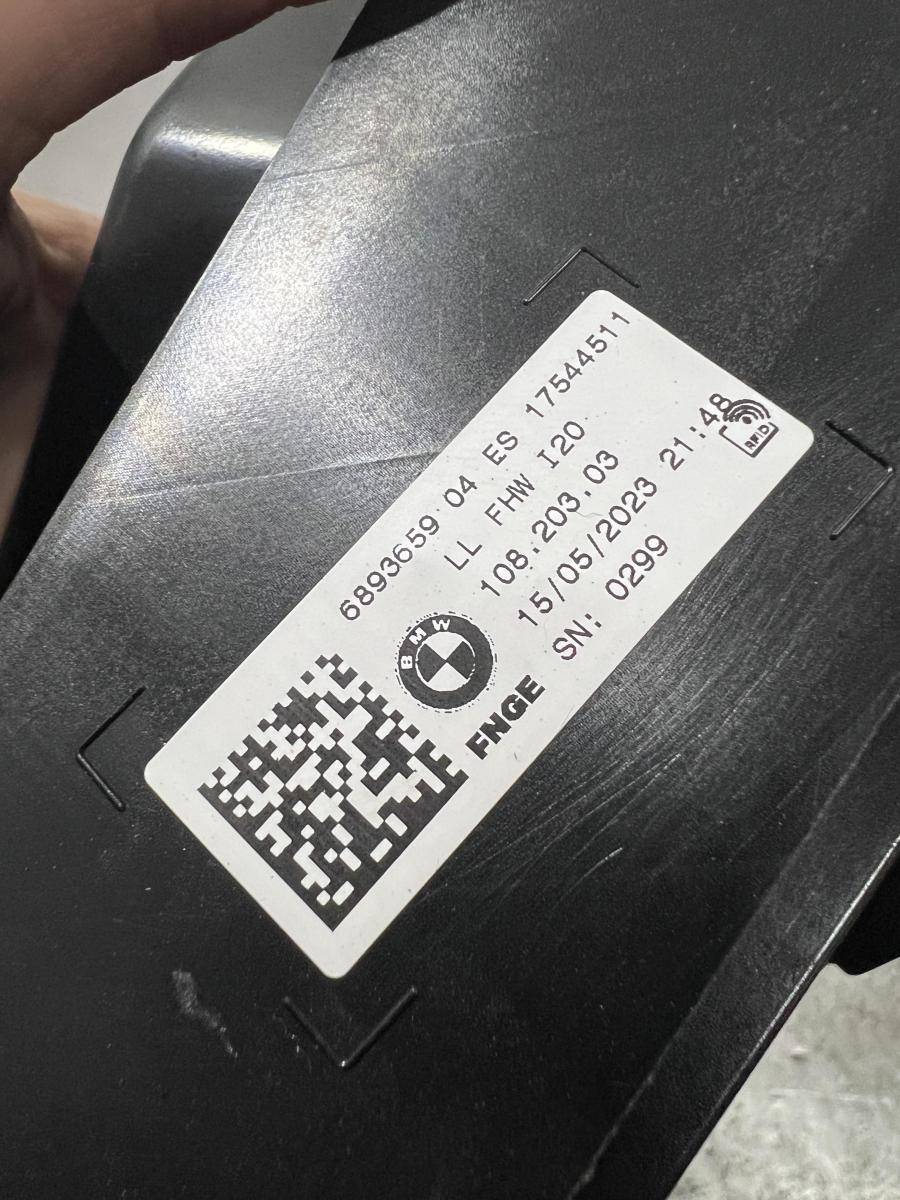 6893659 04 ES 17544511
LL FHW I20
108.203.03
15/05/2023 21:48
SN: 0299
RFID
BMW
FNGE